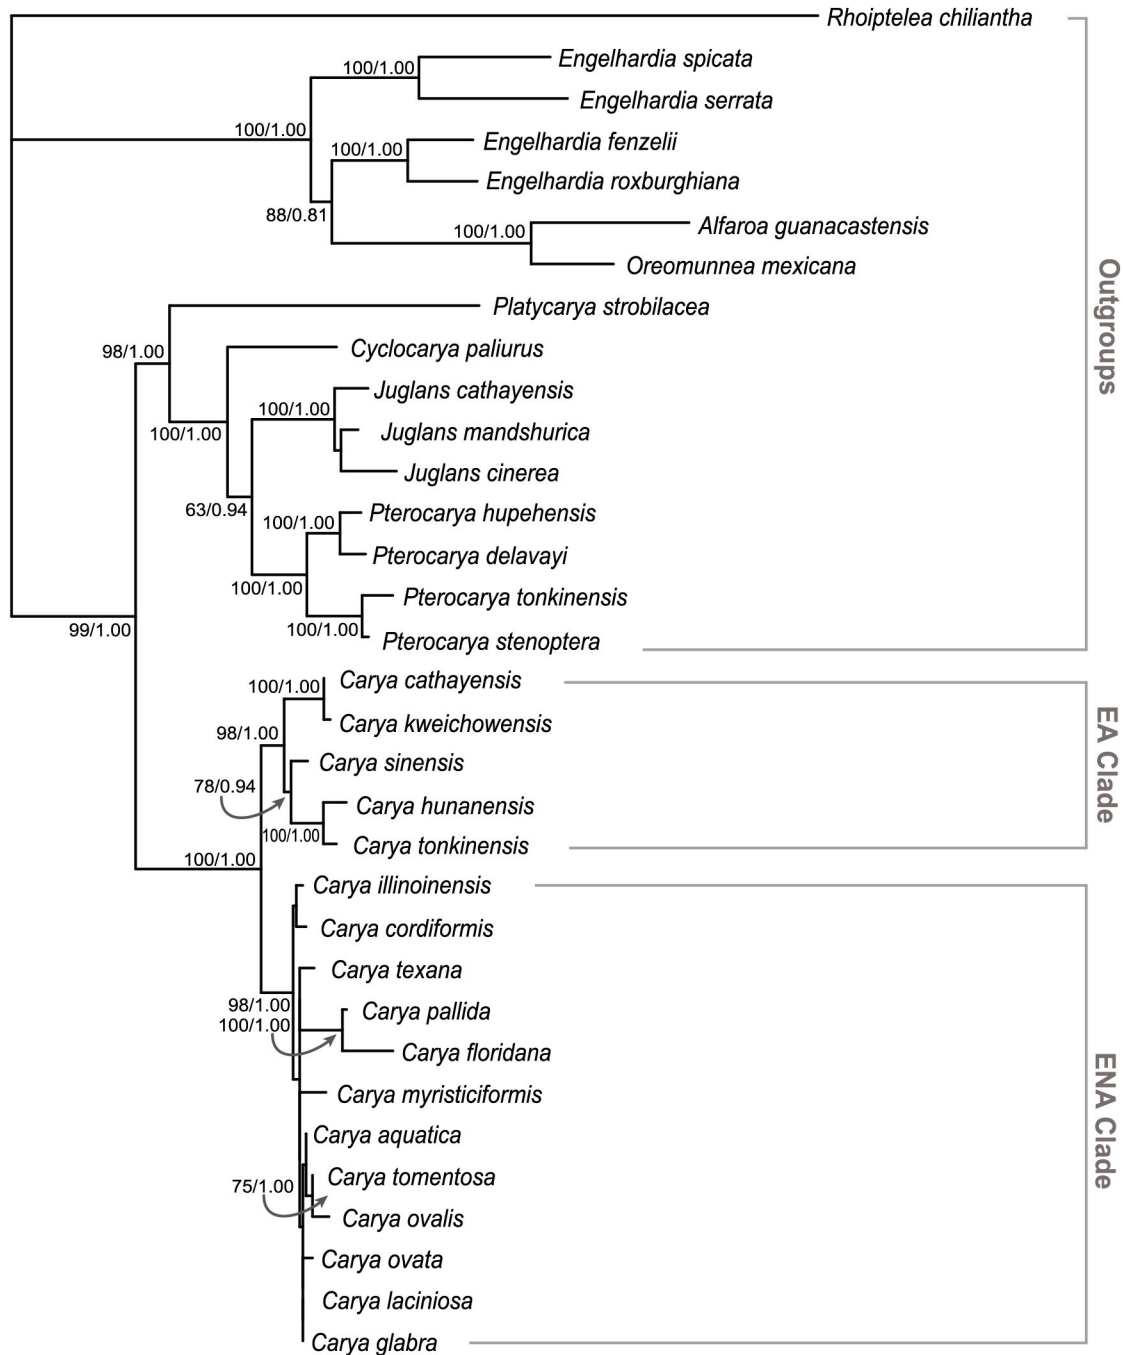 Rhoiptelea chiliantha
100/1.00
Engelhardia spicata
Engelhardia serrata
100/1.00
100/1.00
Engelhardia fenzelii
Engelhardia roxburghiana
88/0.81
100/1.00
Alfaroa guanacastensis
Oreomunnea mexicana
Outgroups
Platycarya strobilacea
98/1.00
Cyclocarya paliurus
Juglans cathayensis
100/1.00
100/1.00
Juglans mandshurica
Juglans cinerea
63/0.94
100/1.00
Pterocarya hupehensis
Pterocarya delavayi
100/1.00
Pterocarya tonkinensis
99/1.00
100/1.00
Pterocarya stenoptera
100/1.00
Carya cathayensis
Carya kweichowensis
98/1.00
Carya sinensis
EA Clade
78/0.94
Carya hunanensis
100/1.00
Carya tonkinensis
100/1.00
Carya illinoinensis
Carya cordiformis
Carya texana
98/1.00
Carya pallida
100/1.00
Carya floridana
Carya myristiciformis
ENA Clade
Carya aquatica
75/1.00
Carya tomentosa
Carya ovalis
Carya ovata
Carya laciniosa
Carya glabra